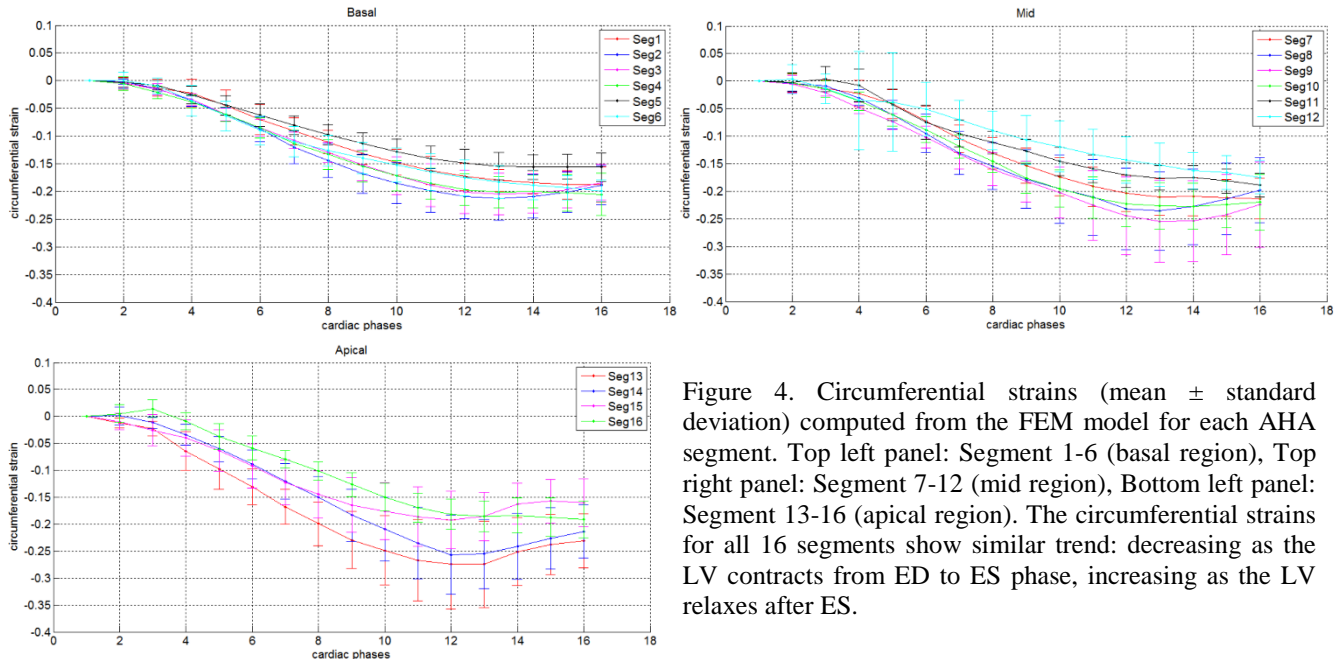 Basal
0.1
0.05
0
-0.05
-0.1
-0.15
-0.2
-0.25
-0.3
-0.35
-0.4
circumferential strain
0 2 4 6 8 10 12 14 16 18
cardiac phases
Seg1
Seg2
Seg3
Seg4
Seg5
Seg6
Mid
0.1
0.05
0
-0.05
-0.1
-0.15
-0.2
-0.25
-0.3
-0.35
-0.4
circumferential strain
0 2 4 6 8 10 12 14 16 18
cardiac phases
Seg7
Seg8
Seg9
Seg10
Seg11
Seg12
Apical
0.1
0.05
0
-0.05
-0.1
-0.15
-0.2
-0.25
-0.3
-0.35
-0.4
circumferential strain
0 2 4 6 8 10 12 14 16 18
cardiac phases
Seg13
Seg14
Seg15
Seg16
Figure 4. Circumferential strains (mean ± standard
deviation) computed from the FEM model for each AHA
segment. Top left panel: Segment 1-6 (basal region), Top
right panel: Segment 7-12 (mid region), Bottom left panel:
Segment 13-16 (apical region). The circumferential strains
for all 16 segments show similar trend: decreasing as the
LV contracts from ED to ES phase, increasing as the LV
relaxes after ES.